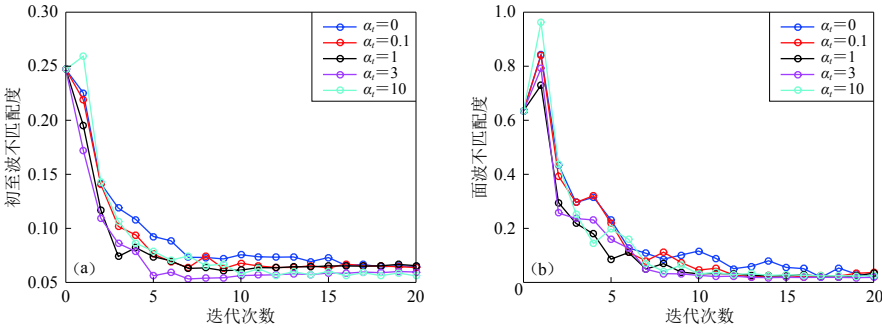 0.30
0.25
0.20
0.15
0.10
0.05
初至波不匹配度
αt＝0
αt＝0.1
αt＝1
αt＝3
αt＝10
（a）
0
5
10
15
20
迭代次数
1.0
0.8
0.6
0.4
0.2
0
面波不匹配度
αt＝0
αt＝0.1
αt＝1
αt＝3
αt＝10
（b）
0
5
10
15
20
迭代次数